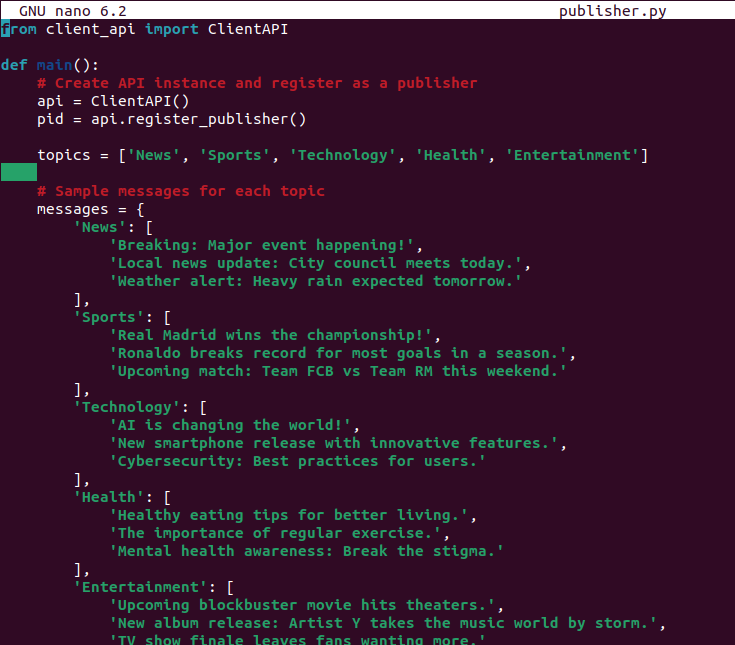 GNU nano 6.2 publisher.py
from client_api import ClientAPI
def main():
    # Create API instance and register as a publisher
    api = ClientAPI()
    pid = api.register_publisher()
    topics = ['News', 'Sports', 'Technology', 'Health', 'Entertainment']
    # Sample messages for each topic
    messages = {
        'News': [
            'Breaking: Major event happening!',
            'Local news update: City council meets today.',
            'Weather alert: Heavy rain expected tomorrow.'
        ],
        'Sports': [
            'Real Madrid wins the championship!',
            'Ronaldo breaks record for most goals in a season.',
            'Upcoming match: Team FCB vs Team RM this weekend.'
        ],
        'Technology': [
            'AI is changing the world!',
            'New smartphone release with innovative features.',
            'Cybersecurity: Best practices for users.'
        ],
        'Health': [
            'Healthy eating tips for better living.',
            'The importance of regular exercise.',
            'Mental health awareness: Break the stigma.'
        ],
        'Entertainment': [
            'Upcoming blockbuster movie hits theaters.',
            'New album release: Artist Y takes the music world by storm.',
            'TV show finale leaves fans wanting more.'